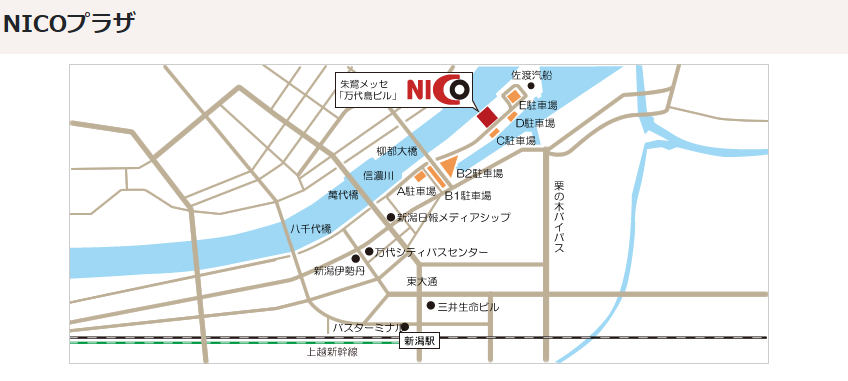 NICOプラザ
佐渡汽船
朱鷺メッセ
「万代島ビル」
NICO
E駐車場
D駐車場
C駐車場
柳都大橋
信濃川
B2駐車場
A駐車場
B1駐車場
萬代橋
栗の木バイパス
新潟日報メディアシップ
八千代橋
万代シティバスセンター
新潟伊勢丹
東大通
三井生命ビル
バスターミナル
新潟駅
上越新幹線